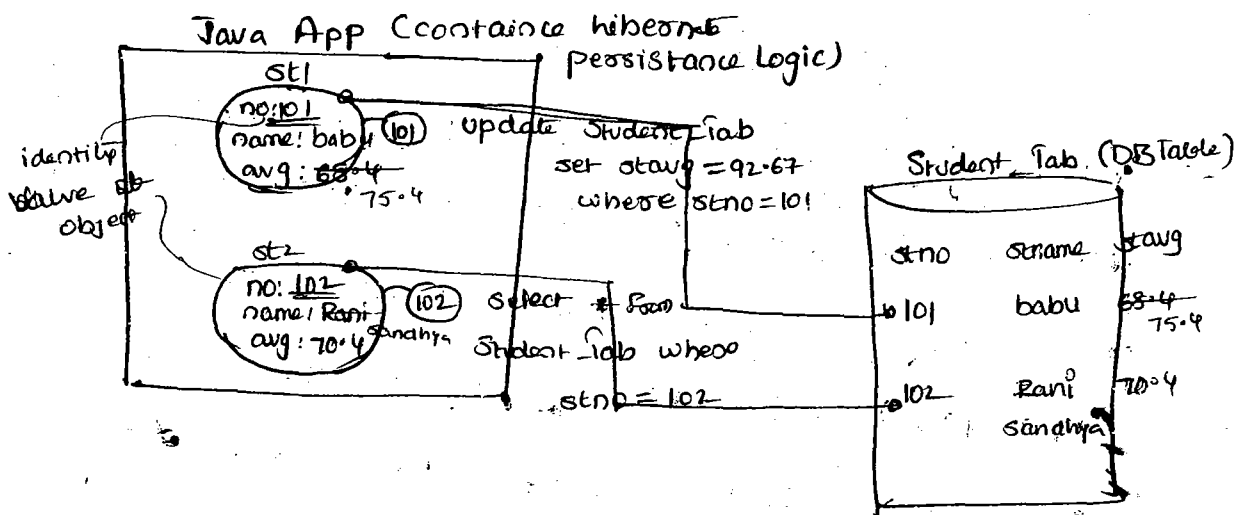 Java App (containce hibernet
persistance Logic)
st1
no:101
name: babu
avg: 68.4
75.4
101
identity
value of
object
update Student_Tab
set stavg = 92.67
where stno = 101
st2
no: 102
name: Rani
sandhya
avg: 70.4
102
select * from
Student_Tab where
stno = 102
Student_Tab (DB Table)
stno stname stavg
101 babu 68.4
75.4
102 Rani 70.4
sandhya